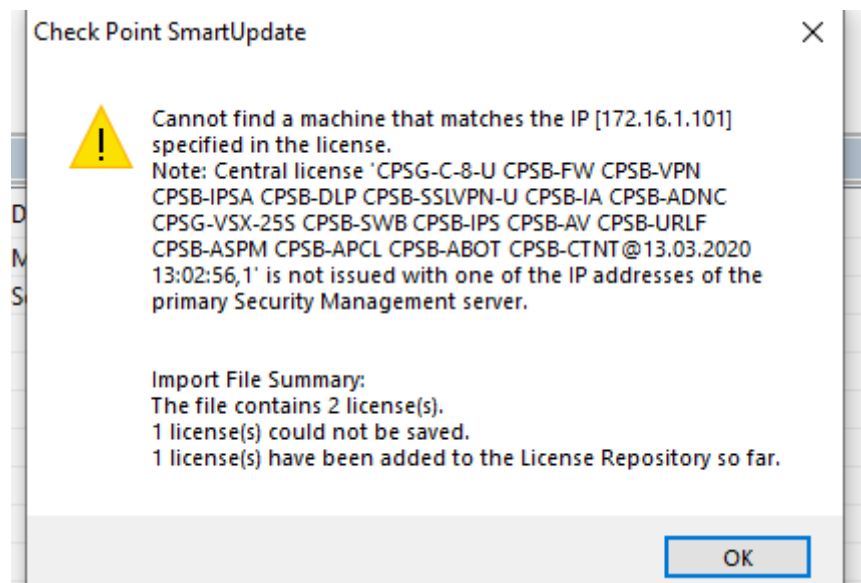 Check Point SmartUpdate
Cannot find a machine that matches the IP [172.16.1.101]
specified in the license.
Note: Central license 'CPSG-C-8-U CPSB-FW CPSB-VPN
CPSB-IPSA CPSB-DLP CPSB-SSLVPN-U CPSB-IA CPSB-ADNC
CPSG-VSX-25S CPSB-SWB CPSB-IPS CPSB-AV CPSB-URLF
CPSB-ASPM CPSB-APCL CPSB-ABOT CPSB-CTNT@13.03.2020
13:02:56,1' is not issued with one of the IP addresses of the
primary Security Management server.
Import File Summary:
The file contains 2 license(s).
1 license(s) could not be saved.
1 license(s) have been added to the License Repository so far.
OK